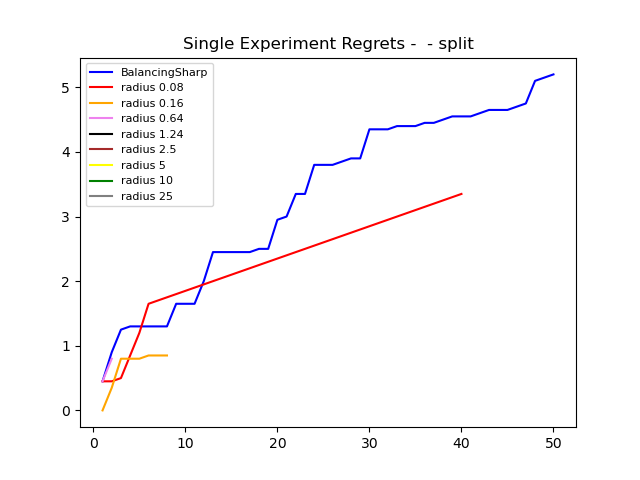 Single Experiment Regrets -  - split
BalancingSharp
radius 0.08
radius 0.16
radius 0.64
radius 1.24
radius 2.5
radius 5
radius 10
radius 25
5
4
3
2
1
0
0 10 20 30 40 50